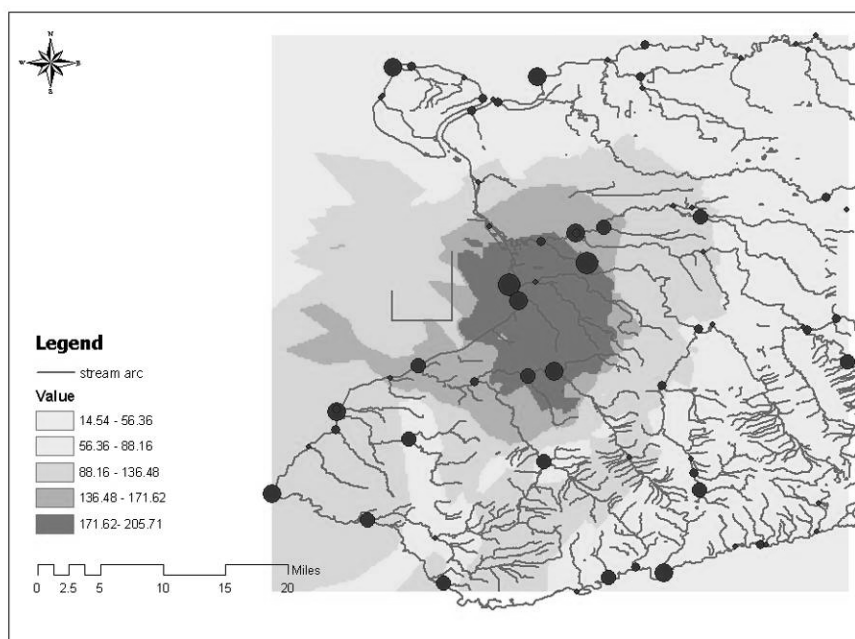 N
W E
S
Legend
stream arc
Value
14.54 - 56.36
56.36 - 88.16
88.16 - 136.48
136.48 - 171.62
171.62- 205.71
Miles
0 2.5 5 10 15 20